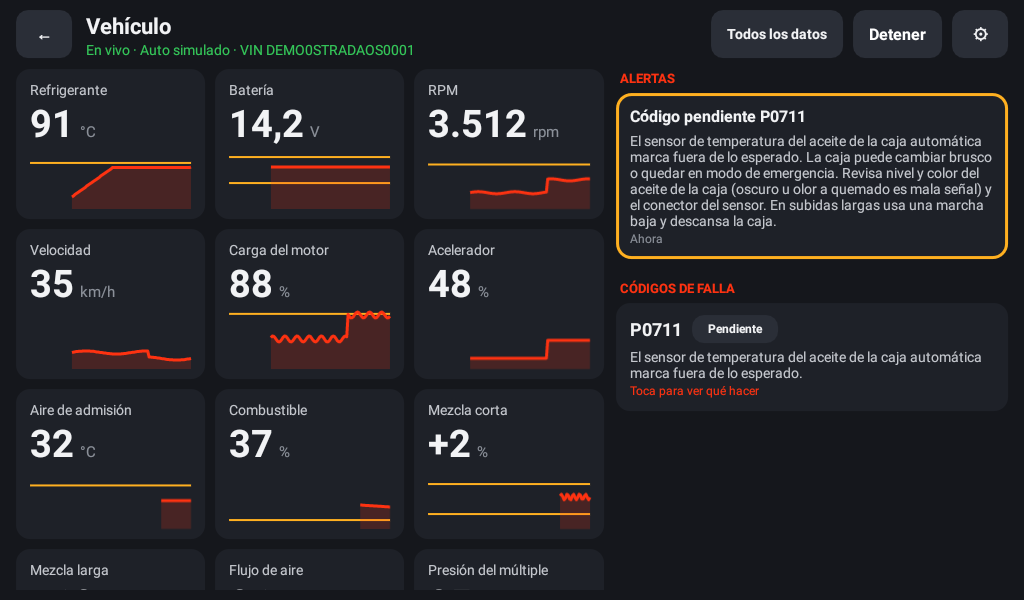 ←
Vehículo
En vivo · Auto simulado · VIN DEMO0STRADAOS0001
Todos los datos
Detener
Refrigerante
91 °C
Batería
14,2 V
RPM
3.512 rpm
Velocidad
35 km/h
Carga del motor
88 %
Acelerador
48 %
Aire de admisión
32 °C
Combustible
37 %
Mezcla corta
+2 %
Mezcla larga
Flujo de aire
Presión del múltiple
ALERTAS
Código pendiente P0711
El sensor de temperatura del aceite de la caja automática
marca fuera de lo esperado. La caja puede cambiar brusco
o quedar en modo de emergencia. Revisa nivel y color del
aceite de la caja (oscuro u olor a quemado es mala señal) y
el conector del sensor. En subidas largas usa una marcha
baja y descansa la caja.
Ahora
CÓDIGOS DE FALLA
P0711 Pendiente
El sensor de temperatura del aceite de la caja automática
marca fuera de lo esperado.
Toca para ver qué hacer